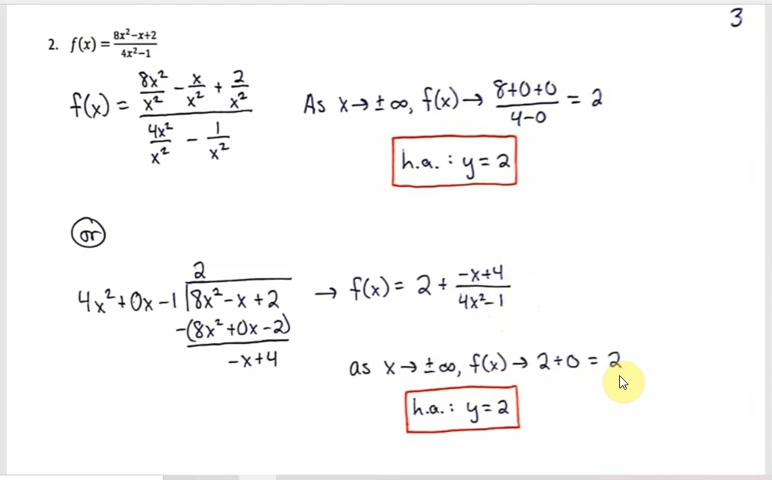 3
2. f(x) = (8x²−x+2)/(4x²−1)
f(x) = (8x²/x² − x/x² + 2/x²)/(4x²/x² − 1/x²)
As x→±∞, f(x)→ (8+0+0)/(4−0) = 2
h.a.: y=2
or
2
4x²+0x−1 8x²−x+2 → f(x) = 2 + (−x+4)/(4x²−1)
−(8x²+0x−2)
−x+4
as x→±∞, f(x)→ 2+0 = 2
h.a.: y=2